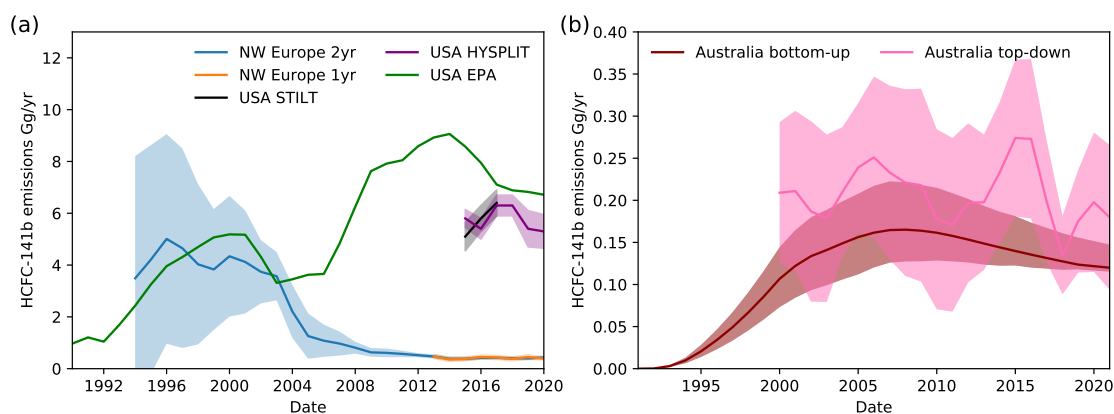 (a)
HCFC-141b emissions Gg/yr
12
10
8
6
4
2
0
NW Europe 2yr
NW Europe 1yr
USA STILT
USA HYSPLIT
USA EPA
1992 1996 2000 2004 2008 2012 2016 2020
Date
(b)
HCFC-141b emissions Gg/yr
0.40
0.35
0.30
0.25
0.20
0.15
0.10
0.05
0.00
Australia bottom-up
Australia top-down
1995 2000 2005 2010 2015 2020
Date